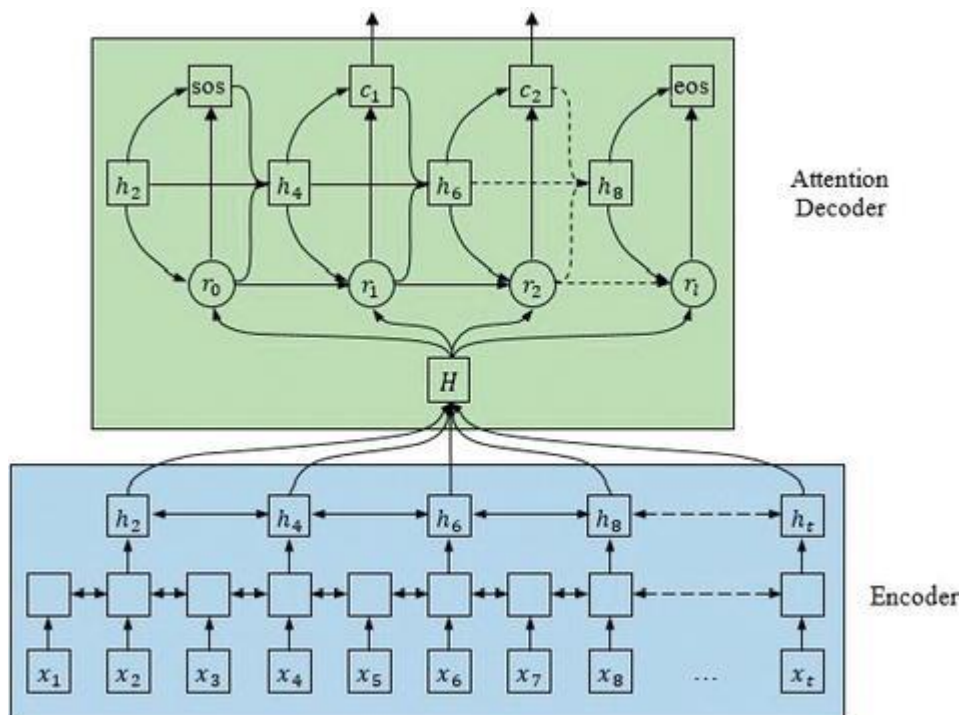 sos c₁ c₂ eos
h₂ h₄ h₆ h₈
Attention
Decoder
r₀ r₁ r₂ rₗ
H
h₂ h₄ h₆ h₈ hₜ
Encoder
x₁ x₂ x₃ x₄ x₅ x₆ x₇ x₈ ... xₜ